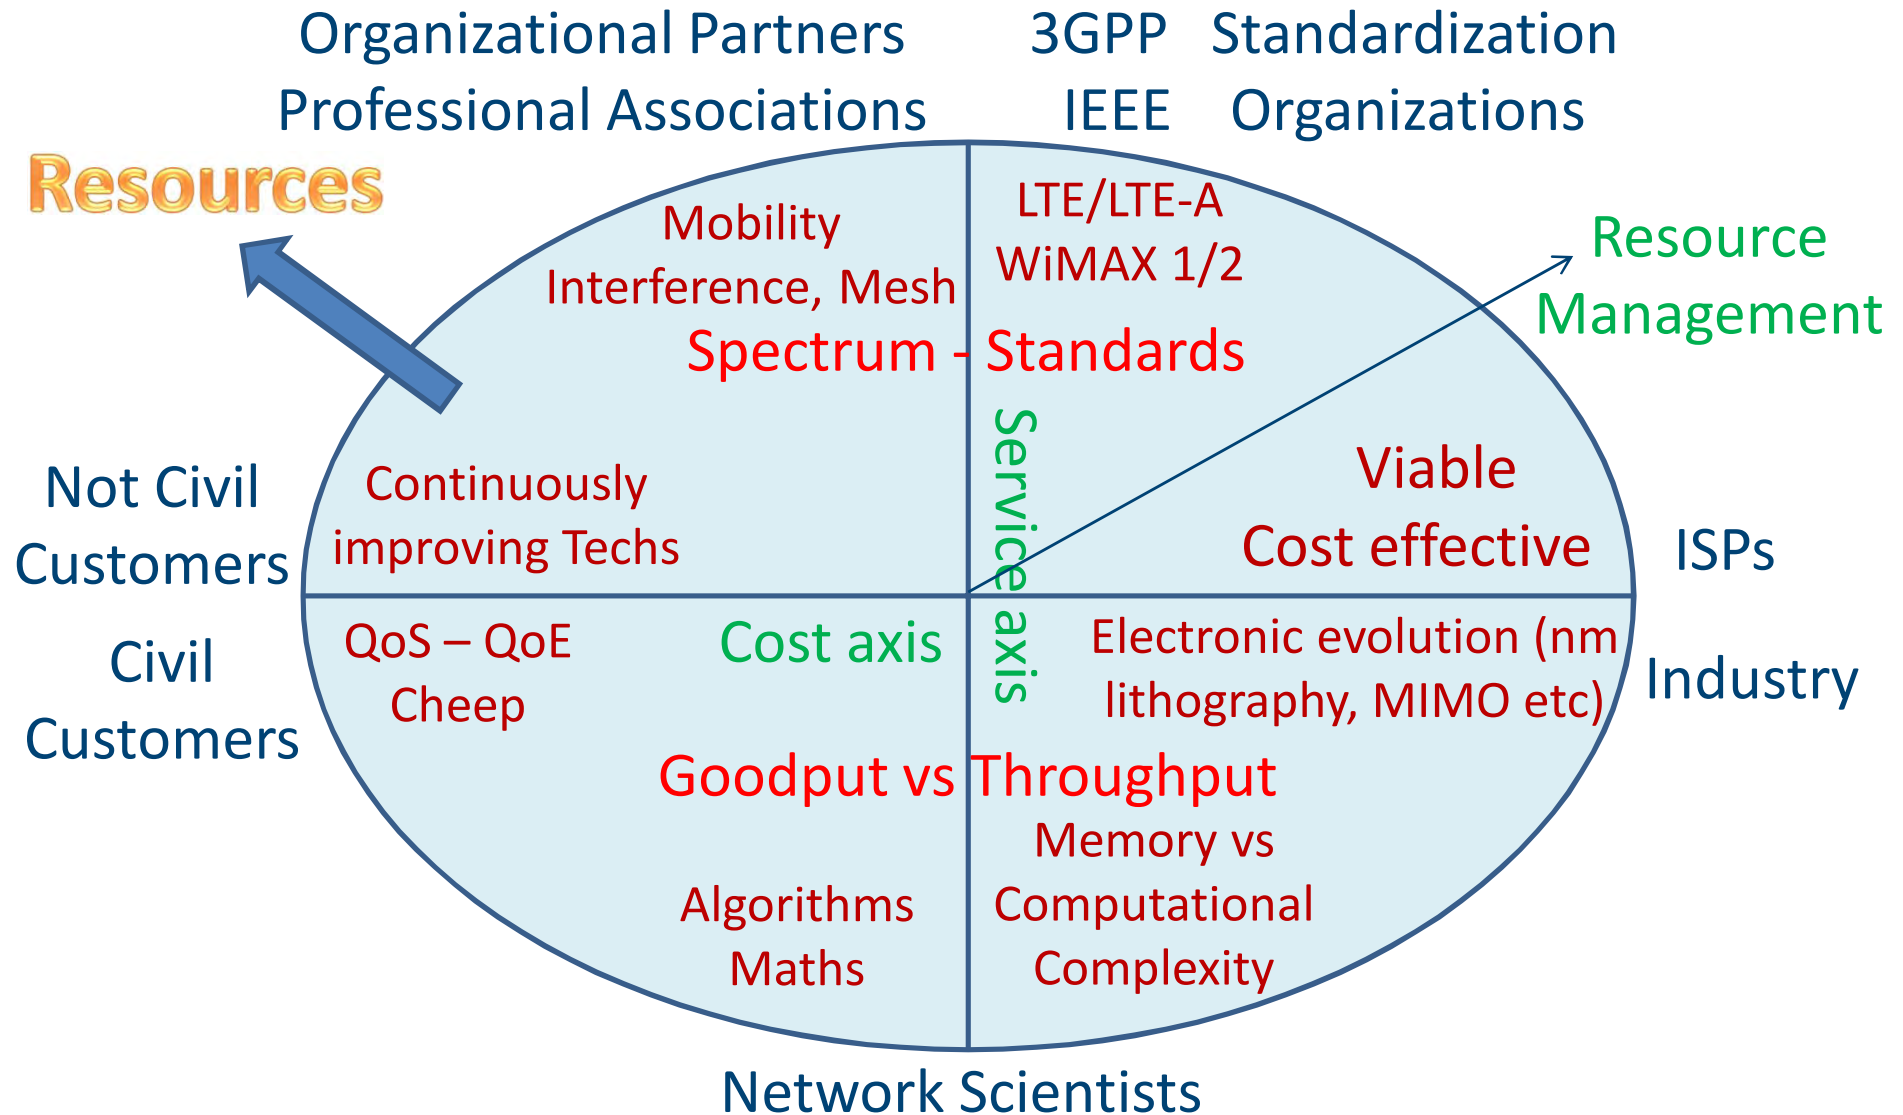 Organizational Partners
Professional Associations
3GPP Standardization
IEEE Organizations
Resources
Mobility
Interference, Mesh
LTE/LTE-A
WiMAX 1/2
Resource
Management
Spectrum - Standards
Service axis
Not Civil
Customers
Continuously
improving Techs
Viable
Cost effective
ISPs
Civil
Customers
QoS – QoE
Cheep
Cost axis
Electronic evolution (nm
lithography, MIMO etc)
Industry
Goodput vs Throughput
Algorithms
Maths
Memory vs
Computational
Complexity
Network Scientists